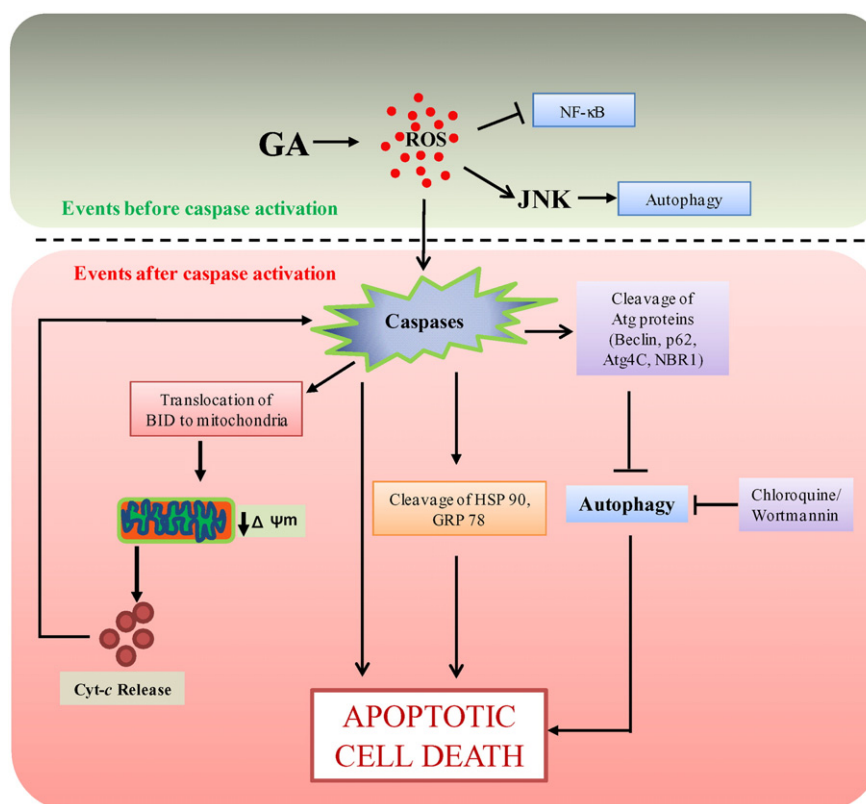 NF-κB
GA
ROS
JNK
Autophagy
Events before caspase activation
Events after caspase activation
Caspases
Cleavage of
Atg proteins
(Beclin, p62,
Atg4C, NBR1)
Translocation of
BID to mitochondria
Δ Ψm
Cleavage of HSP 90,
GRP 78
Autophagy
Chloroquine/
Wortmannin
Cyt-c Release
APOPTOTIC
CELL DEATH